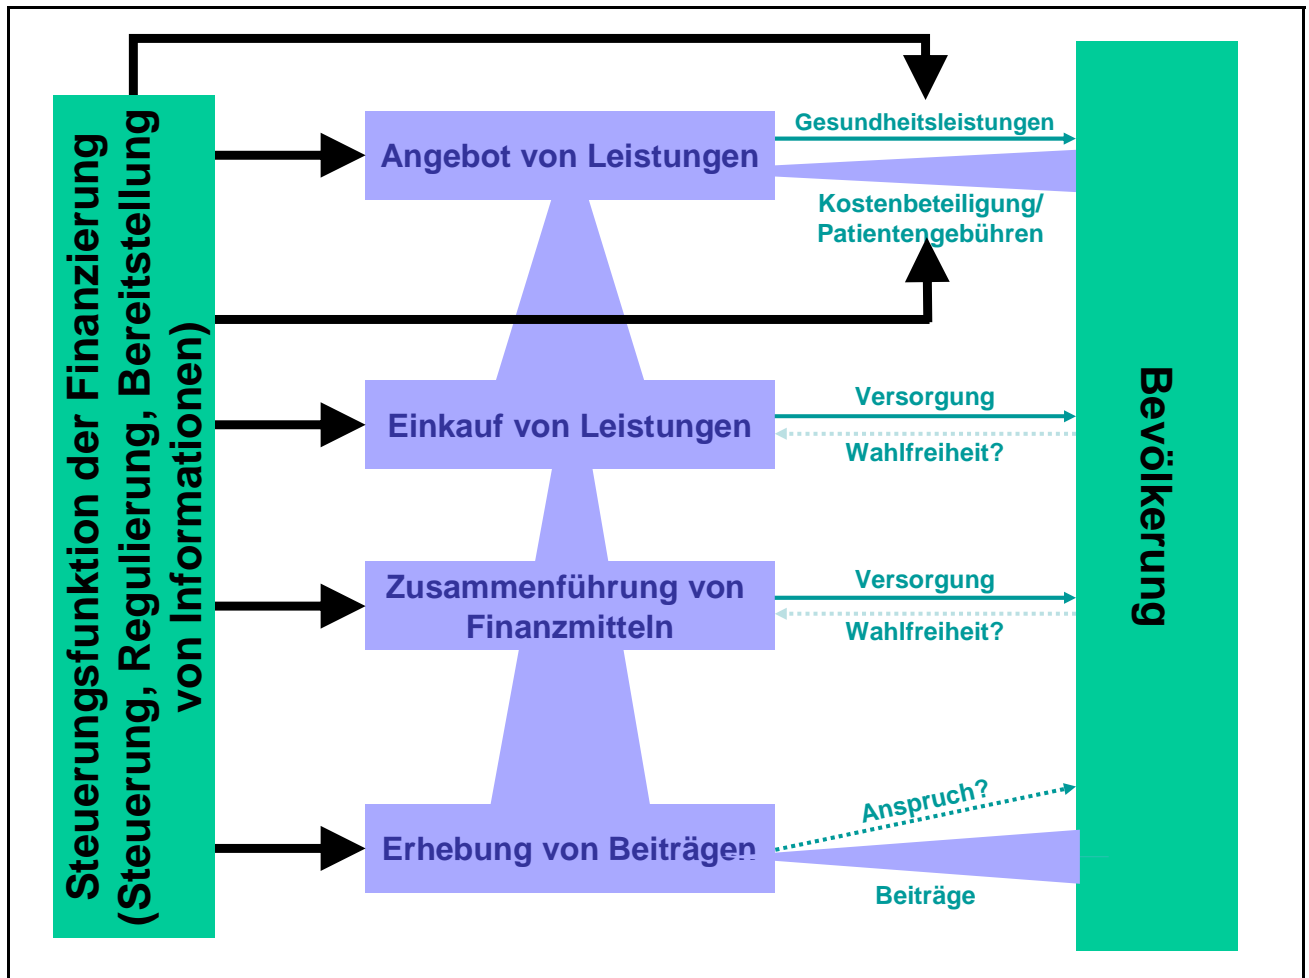 Steuerungsfunktion der Finanzierung
(Steuerung, Regulierung, Bereitstellung
von Informationen)
Angebot von Leistungen
Gesundheitsleistungen
Kostenbeteiligung/
Patientengebühren
Einkauf von Leistungen
Versorgung
Wahlfreiheit?
Zusammenführung von
Finanzmitteln
Versorgung
Wahlfreiheit?
Erhebung von Beiträgen
Anspruch?
Beiträge
Bevölkerung